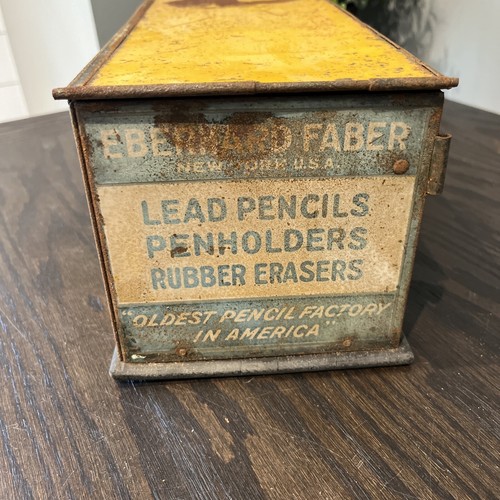 EBERHARD FABER
NEW YORK U.S.A.
LEAD PENCILS
PENHOLDERS
RUBBER ERASERS
"OLDEST PENCIL FACTORY
IN AMERICA"